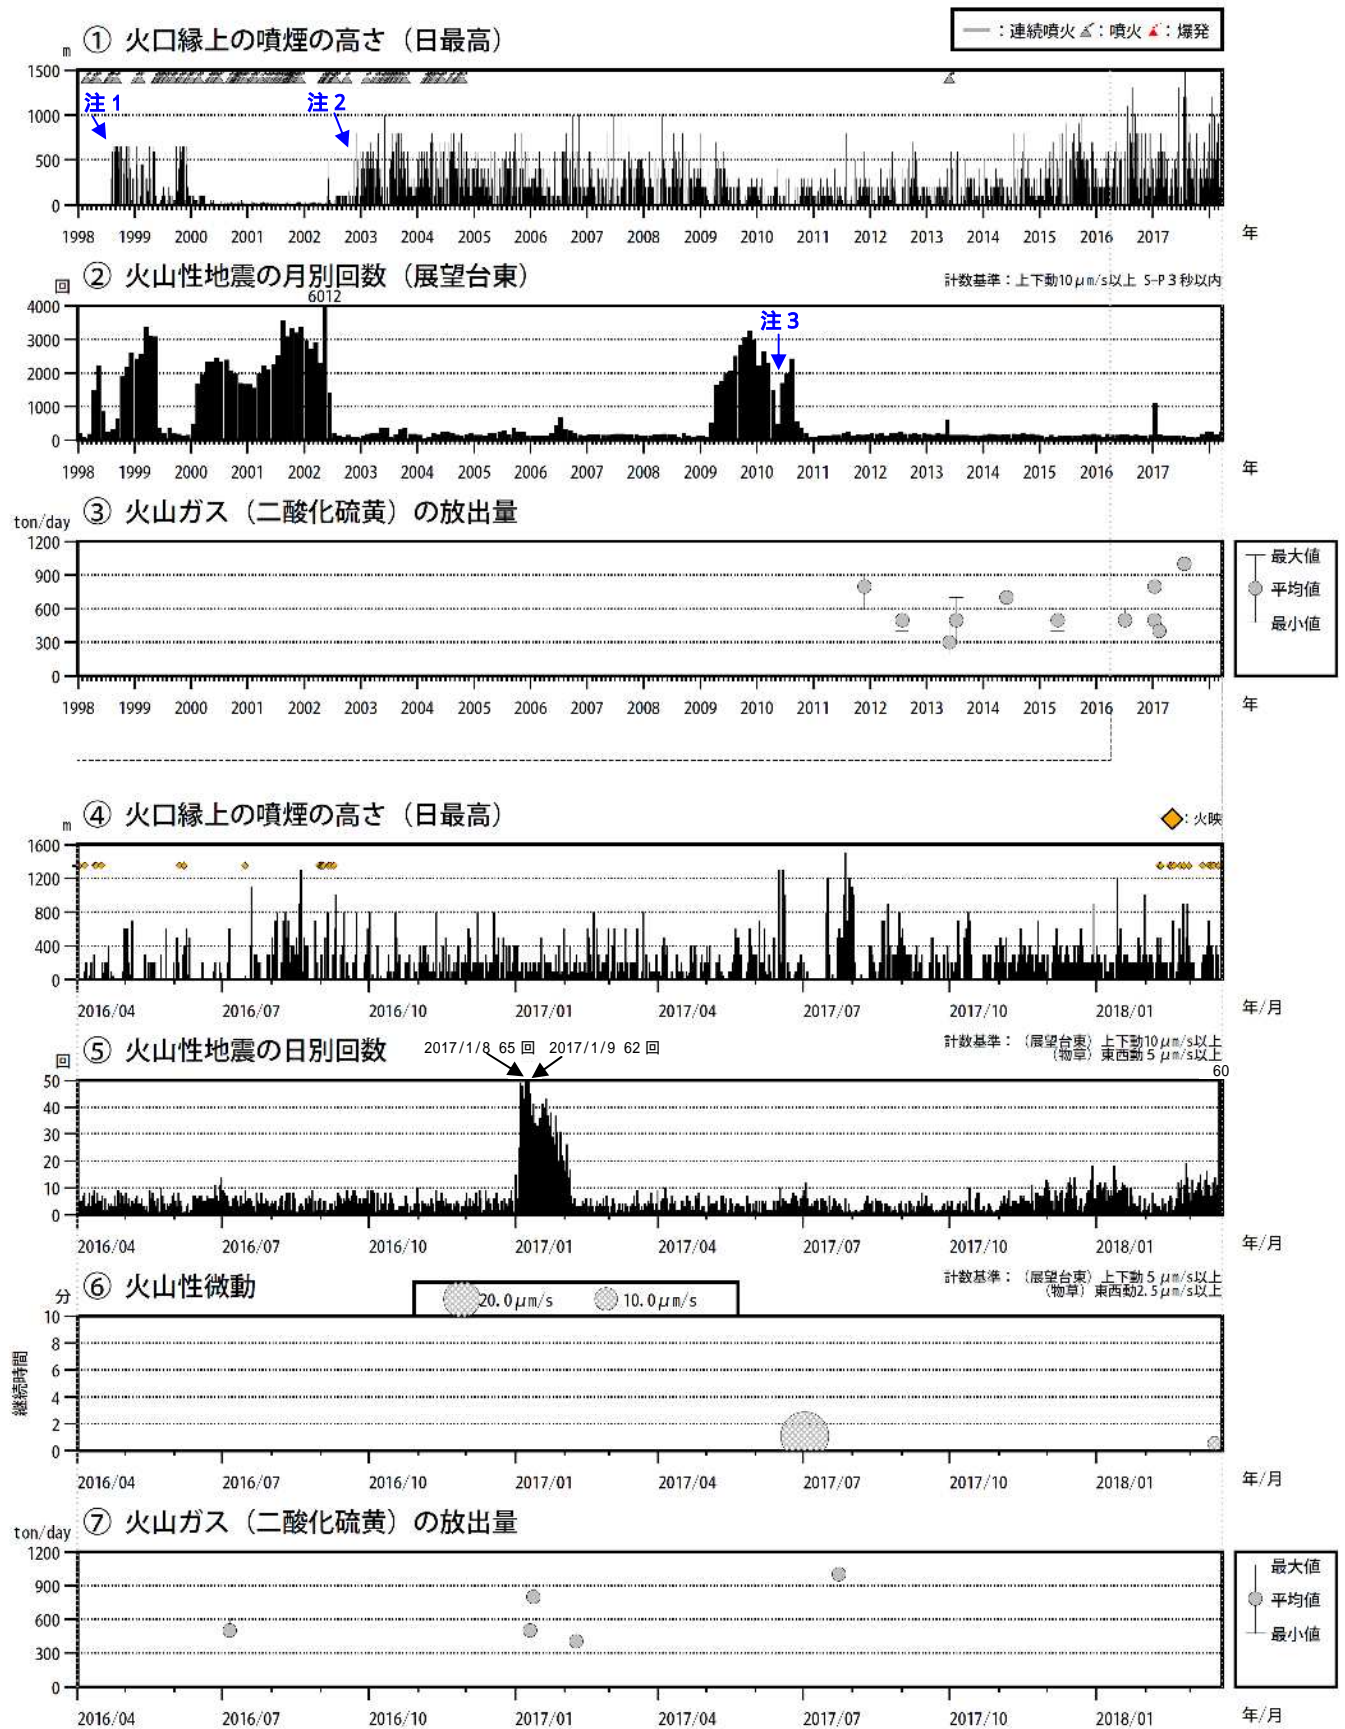 ① 火口縁上の噴煙の高さ（日最高）
—：連続噴火 ：噴火 ：爆発
m
1500
1000
500
0
注1
注2
1998 1999 2000 2001 2002 2003 2004 2005 2006 2007 2008 2009 2010 2011 2012 2013 2014 2015 2016 2017 年
② 火山性地震の月別回数（展望台東）
計数基準：上下動10μm/s以上 S-P3秒以内
回
6012
4000
3000
2000
1000
0
注3
1998 1999 2000 2001 2002 2003 2004 2005 2006 2007 2008 2009 2010 2011 2012 2013 2014 2015 2016 2017 年
③ 火山ガス（二酸化硫黄）の放出量
ton/day
1200
900
600
300
0
最大値
平均値
最小値
1998 1999 2000 2001 2002 2003 2004 2005 2006 2007 2008 2009 2010 2011 2012 2013 2014 2015 2016 2017 年
④ 火口縁上の噴煙の高さ（日最高）
：火映
m
1600
1200
800
400
0
2016/04 2016/07 2016/10 2017/01 2017/04 2017/07 2017/10 2018/01 年/月
⑤ 火山性地震の日別回数
2017/1/8 65 回 2017/1/9 62 回
計数基準：（展望台東）上下動10μm/s以上
（物草）東西動5μm/s以上
回
60
50
40
30
20
10
0
2016/04 2016/07 2016/10 2017/01 2017/04 2017/07 2017/10 2018/01 年/月
⑥ 火山性微動
計数基準：（展望台東）上下動5μm/s以上
（物草）東西動2.5μm/s以上
20.0μm/s 10.0μm/s
分
継続時間
10
8
6
4
2
0
2016/04 2016/07 2016/10 2017/01 2017/04 2017/07 2017/10 2018/01 年/月
⑦ 火山ガス（二酸化硫黄）の放出量
ton/day
1200
900
600
300
0
最大値
平均値
最小値
2016/04 2016/07 2016/10 2017/01 2017/04 2017/07 2017/10 2018/01 年/月